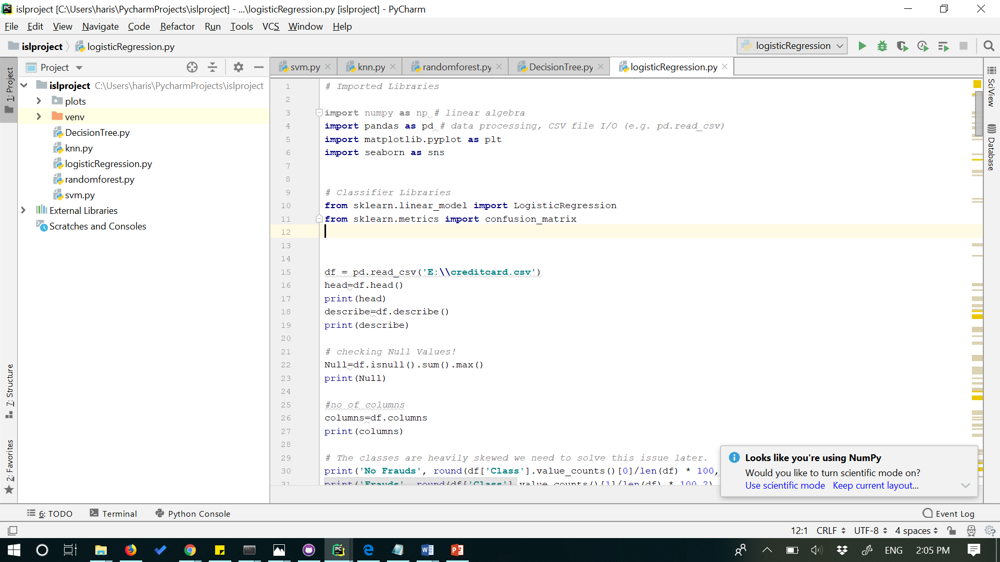 islproject [C:\Users\haris\PycharmProjects\islproject] - ...\logisticRegression.py [islproject] - PyCharm
File Edit View Navigate Code Refactor Run Tools VCS Window Help
islproject logisticRegression.py logisticRegression
Project
svm.py knn.py randomforest.py DecisionTree.py logisticRegression.py
1: Project
7: Structure
2: Favorites
islproject C:\Users\haris\PycharmProjects\islproject
plots
venv
DecisionTree.py
knn.py
logisticRegression.py
randomforest.py
svm.py
External Libraries
Scratches and Consoles
1 # Imported Libraries
2
3 import numpy as np # linear algebra
4 import pandas as pd # data processing, CSV file I/O (e.g. pd.read_csv)
5 import matplotlib.pyplot as plt
6 import seaborn as sns
7
8
9 # Classifier Libraries
10 from sklearn.linear_model import LogisticRegression
11 from sklearn.metrics import confusion_matrix
12
13
14
15 df = pd.read_csv('E:\\creditcard.csv')
16 head=df.head()
17 print(head)
18 describe=df.describe()
19 print(describe)
20
21 # checking Null Values!
22 Null=df.isnull().sum().max()
23 print(Null)
24
25 #no of columns
26 columns=df.columns
27 print(columns)
28
29 # The classes are heavily skewed we need to solve this issue later.
30 print('No Frauds', round(df['Class'].value_counts()[0]/len(df) * 100,
31 print('Frauds', round(df['Class'].value_counts()[1]/len(df) * 100,2)
SciView
Database
Looks like you're using NumPy
Would you like to turn scientific mode on?
Use scientific mode Keep current layout...
6: TODO Terminal Python Console Event Log
12:1 CRLF UTF-8 4 spaces
ENG 2:05 PM